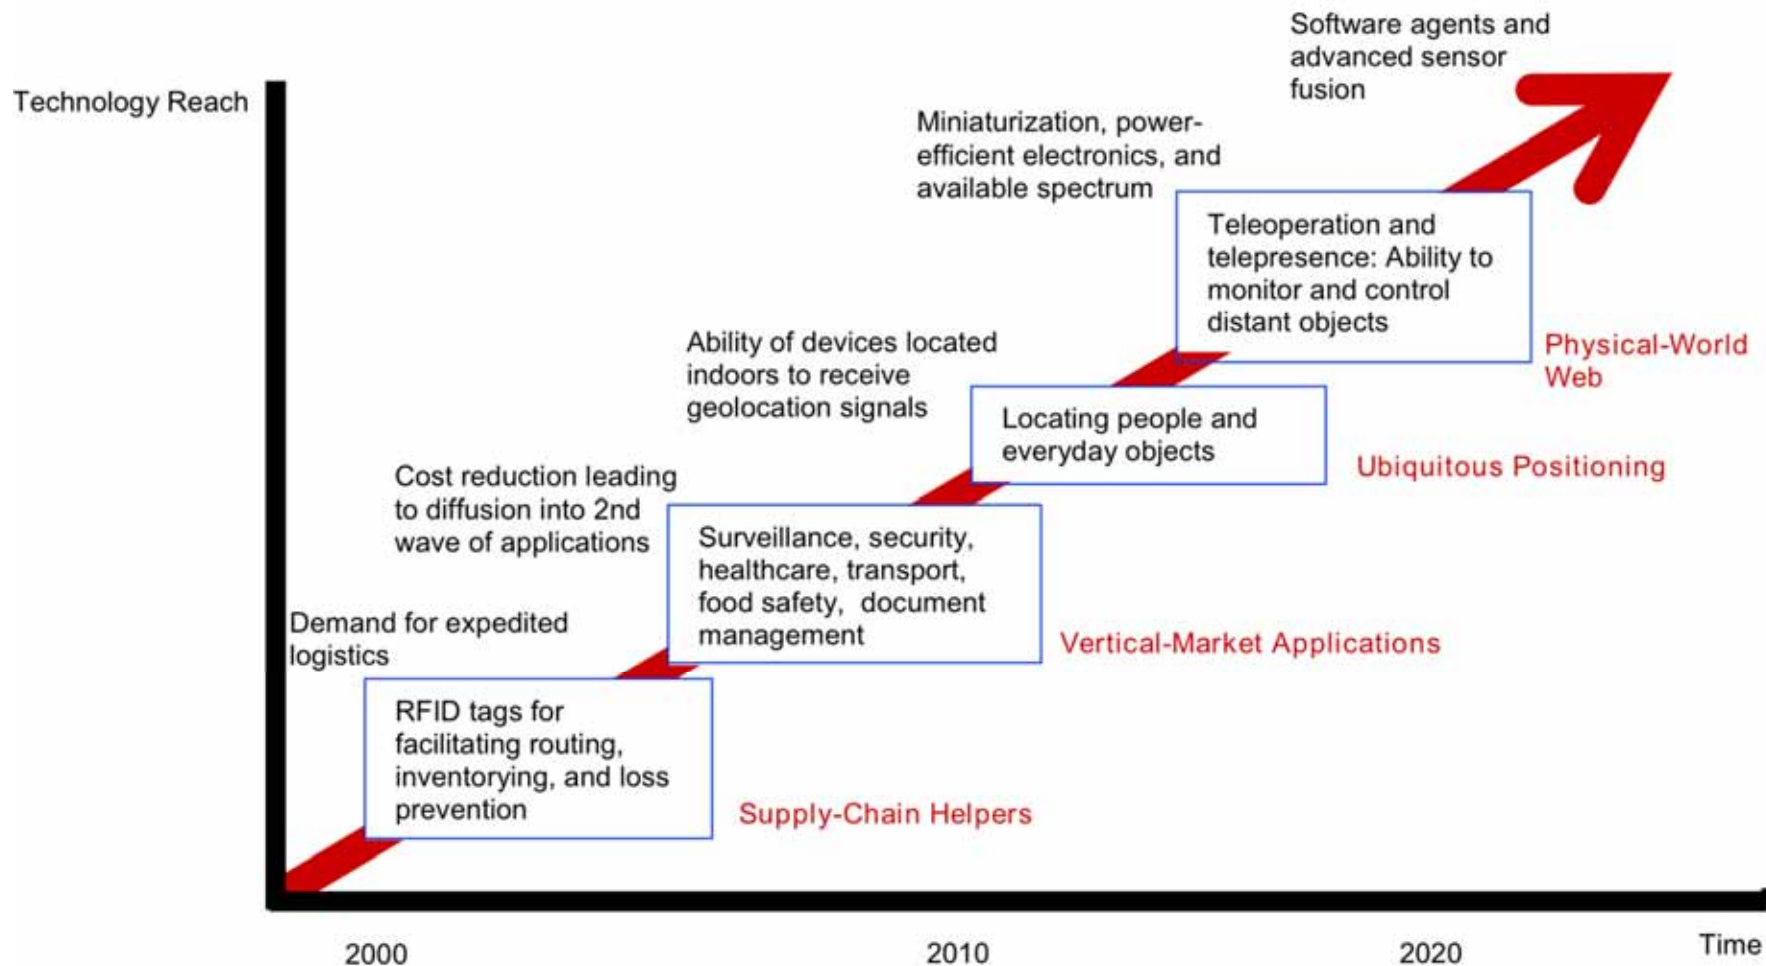 Technology Reach
Software agents and
advanced sensor
fusion
Miniaturization, power-
efficient electronics, and
available spectrum
Teleoperation and
telepresence: Ability to
monitor and control
distant objects
Physical-World
Web
Ability of devices located
indoors to receive
geolocation signals
Locating people and
everyday objects
Ubiquitous Positioning
Cost reduction leading
to diffusion into 2nd
wave of applications
Surveillance, security,
healthcare, transport,
food safety, document
management
Vertical-Market Applications
Demand for expedited
logistics
RFID tags for
facilitating routing,
inventorying, and loss
prevention
Supply-Chain Helpers
2000
2010
2020
Time